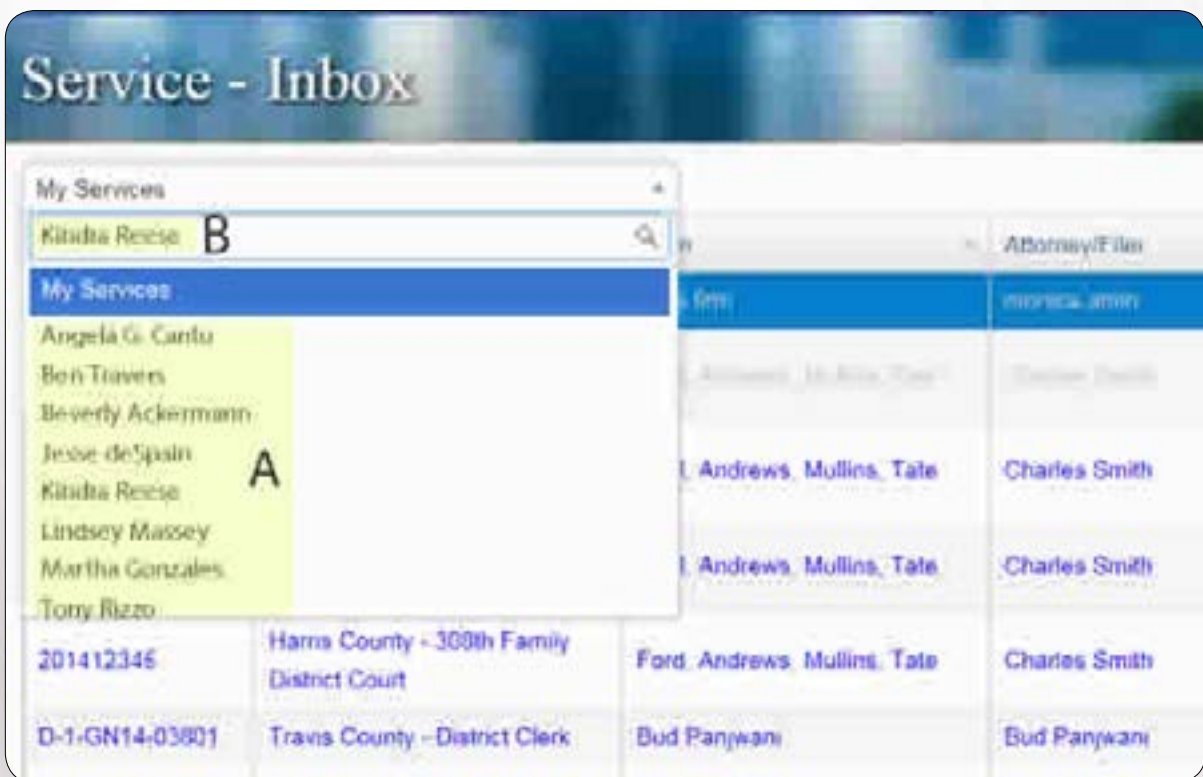 Service - Inbox
My Services
Kindra Reese B
Attorney/Filer
My Services
monica.amin
Angela G. Cantu
Ben Travers
Beverly Ackermann
Jesse deSpain
A
Kindra Reese
Andrews, Mullins, Tate Charles Smith
Lindsey Massey
Martha Gonzales
Andrews, Mullins, Tate Charles Smith
Tony Rizzo
201412346 Harris County - 308th Family District Court Ford, Andrews, Mullins, Tate Charles Smith
D-1-GN14-03801 Travis County - District Clerk Bud Panjwani Bud Panjwani